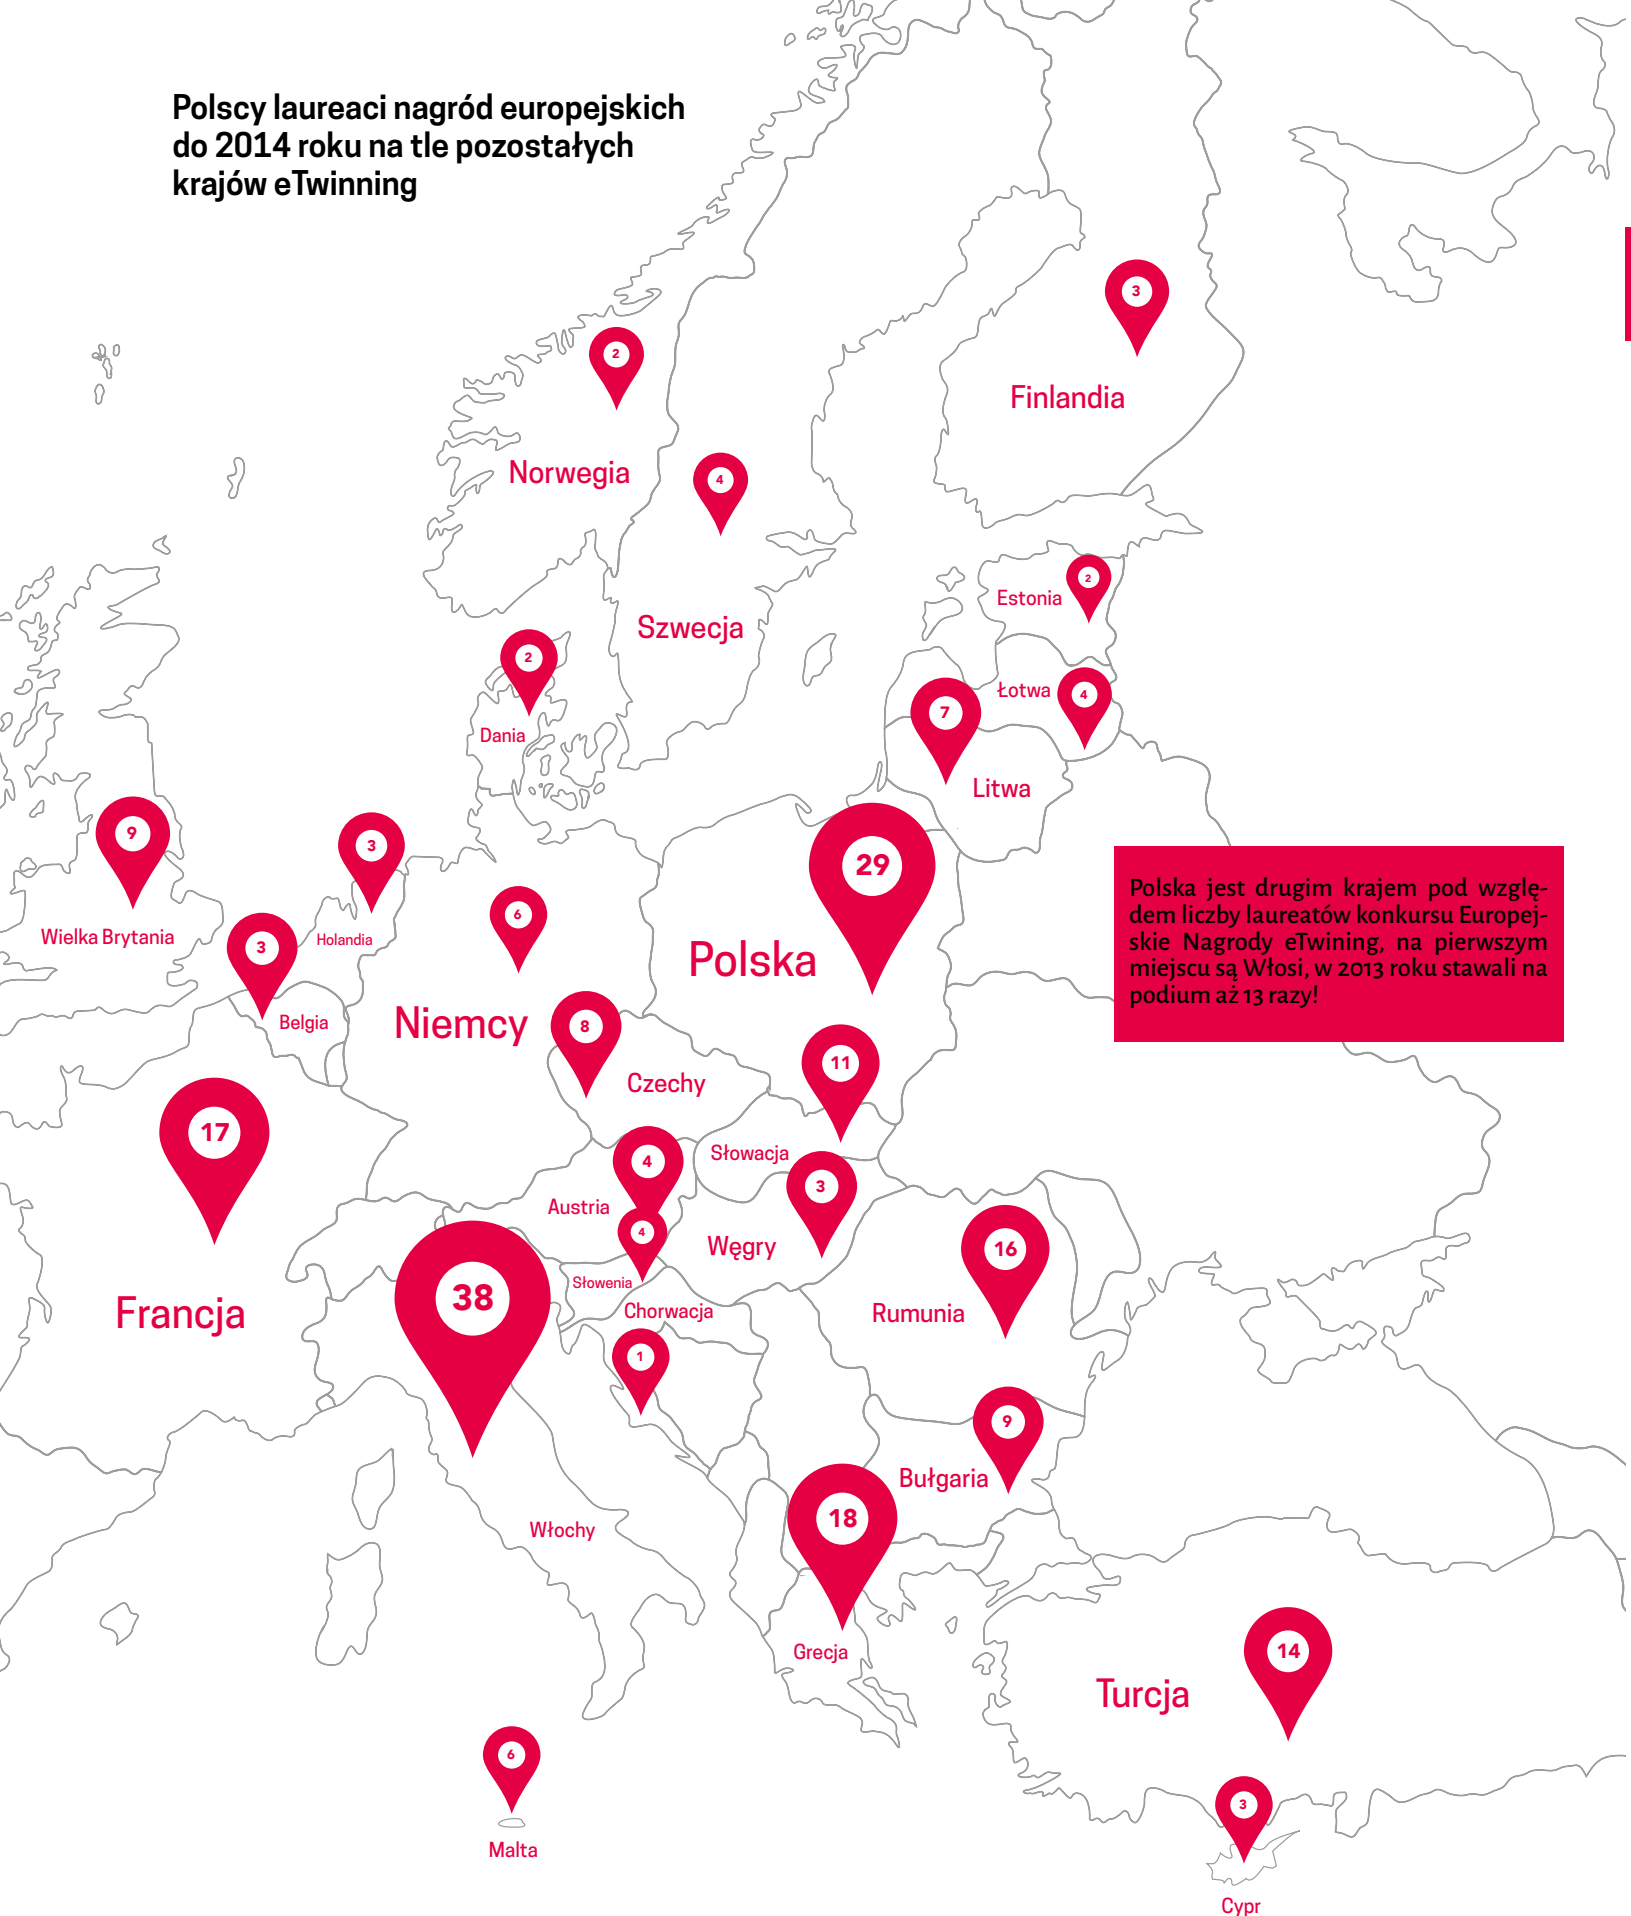 Polscy laureaci nagród europejskich
do 2014 roku na tle pozostałych
krajów eTwinning
3
Finlandia
2
Norwegia
4
Szwecja
2
Estonia
2
Dania
4
Łotwa
7
Litwa
9
Wielka Brytania
3
Holandia
3
Belgia
6
Niemcy
29
Polska
Polska jest drugim krajem pod wzglę-
dem liczby laureatów konkursu Europej-
skie Nagrody eTwining, na pierwszym
miejscu są Włosi, w 2013 roku stawali na
podium aż 13 razy!
8
Czechy
11
Słowacja
17
Francja
4
Austria
3
Węgry
4
Słowenia
16
Rumunia
38
Włochy
Chorwacja
1
9
Bułgaria
18
Grecja
14
Turcja
6
Malta
3
Cypr